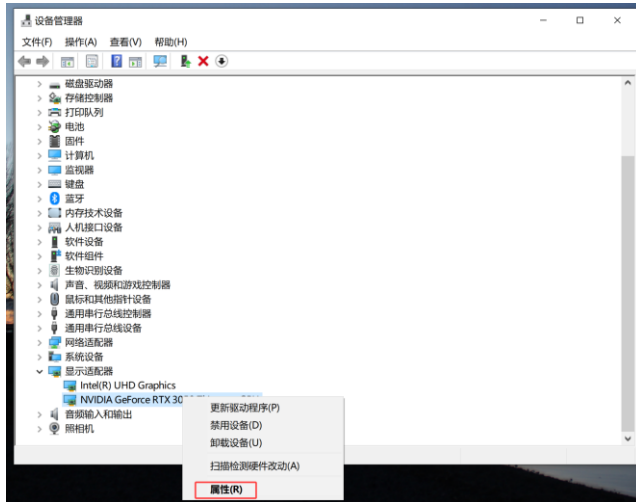 设备管理器
文件(F) 操作(A) 查看(V) 帮助(H)
磁盘驱动器
存储控制器
打印队列
电池
固件
计算机
监视器
键盘
蓝牙
内存技术设备
人机接口设备
软件设备
软件组件
生物识别设备
声音、视频和游戏控制器
鼠标和其他指针设备
通用串行总线控制器
通用串行总线设备
网络适配器
系统设备
显示适配器
Intel(R) UHD Graphics
NVIDIA GeForce RTX
音频输入和输出
照相机
更新驱动程序(P)
禁用设备(D)
卸载设备(U)
扫描检测硬件改动(A)
属性(R)